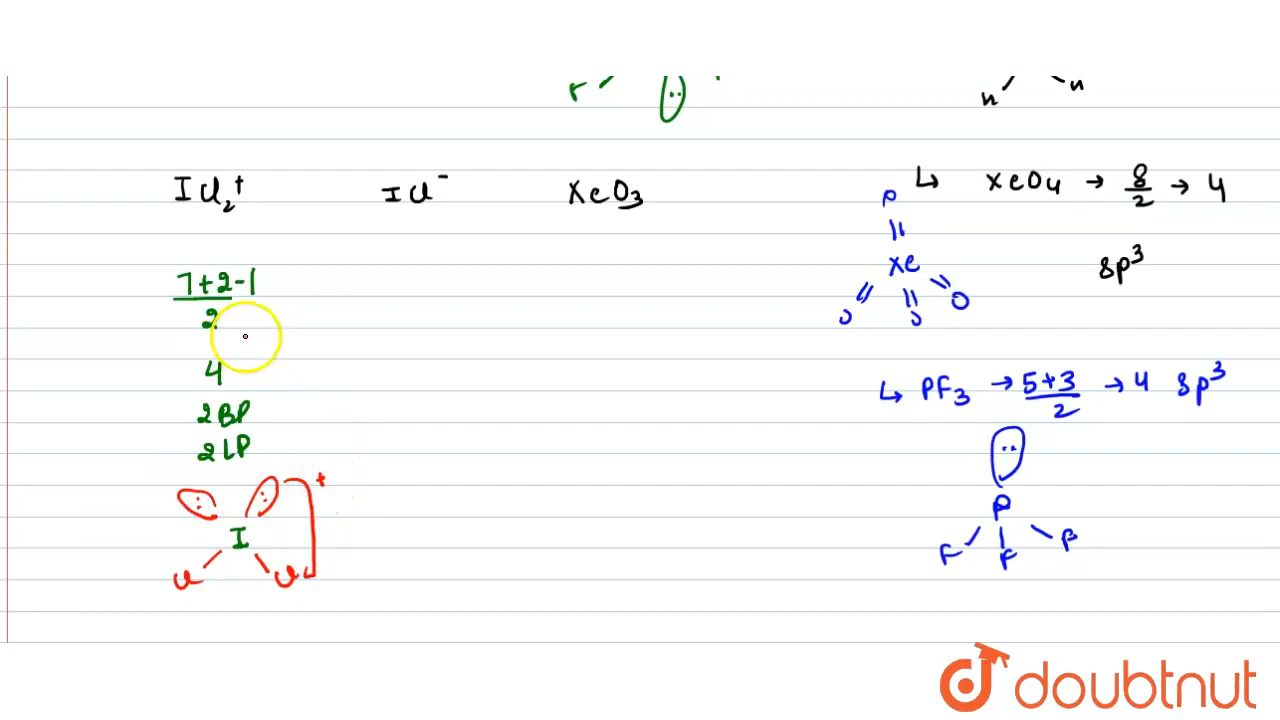 F
H H
ICl₂⁺ ICl⁻ XeO₃
↳ XeO₄ → 8/2 → 4
sp³
O
Xe
O O O
7+2-1
2
4
2BP
2LP
↳ PF₃ → 5+3/2 → 4 sp³
I
Cl Cl
+
P
F F F
doubtnut